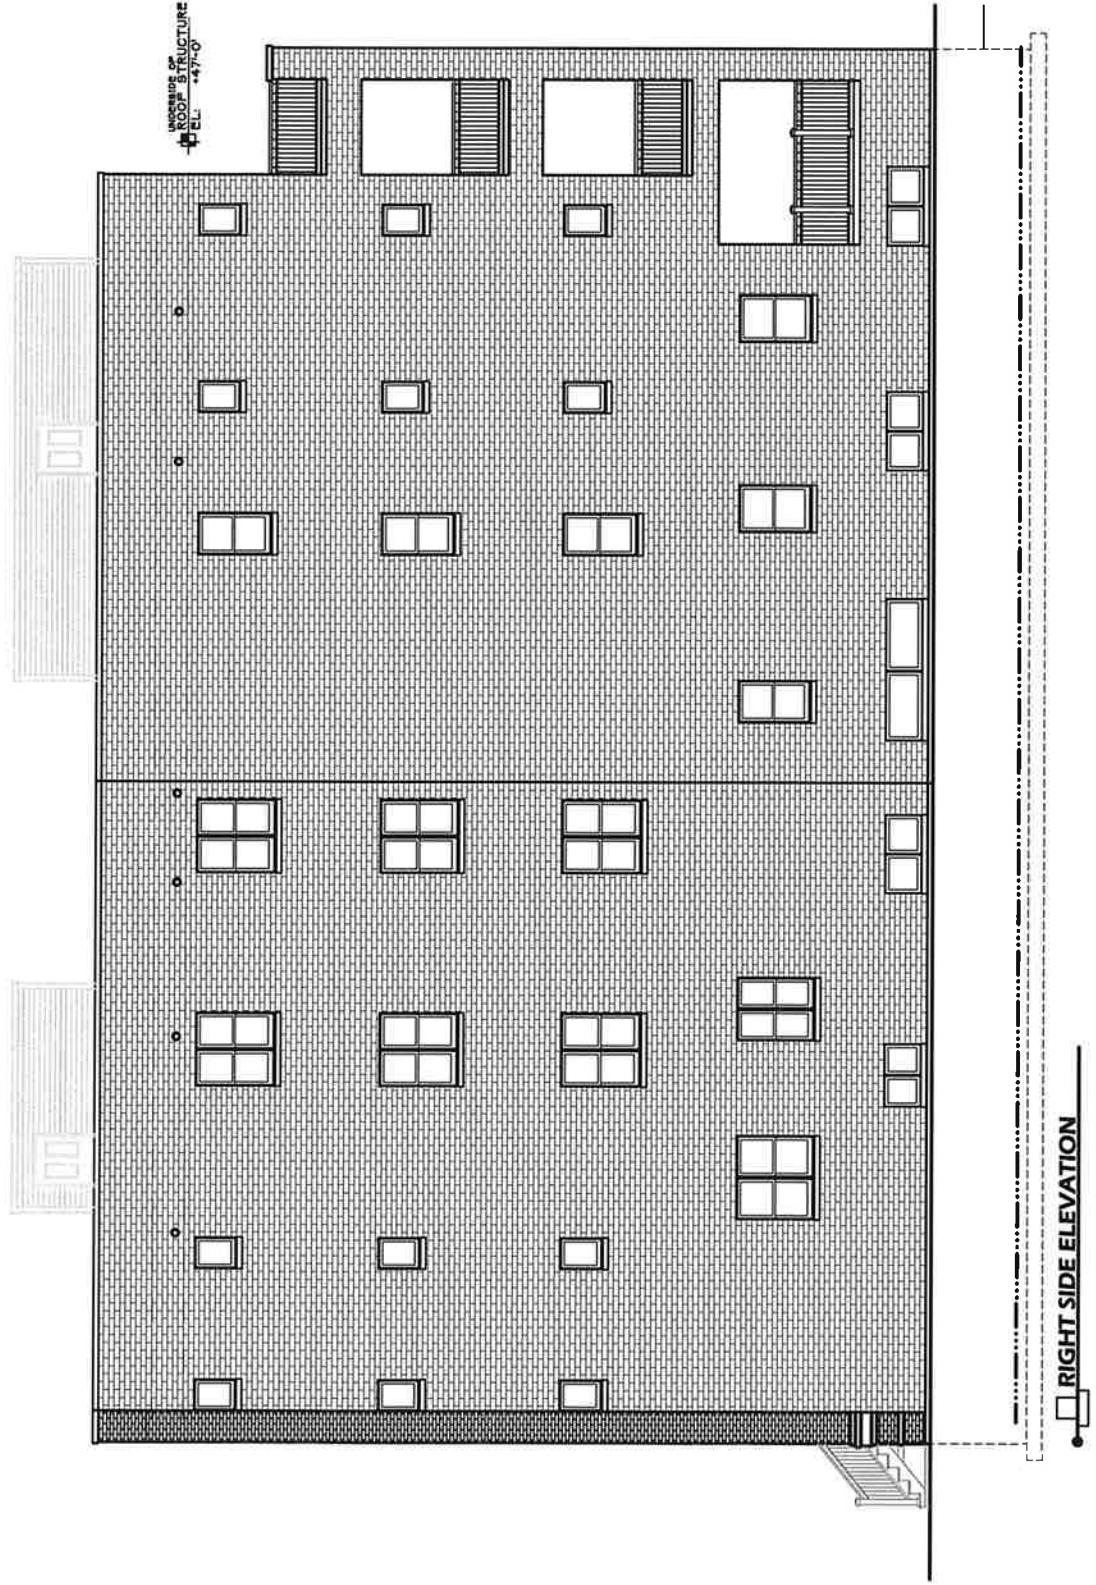 UNDERSIDE OF
ROOF STRUCTURE
EL: +47'-0"
RIGHT SIDE ELEVATION